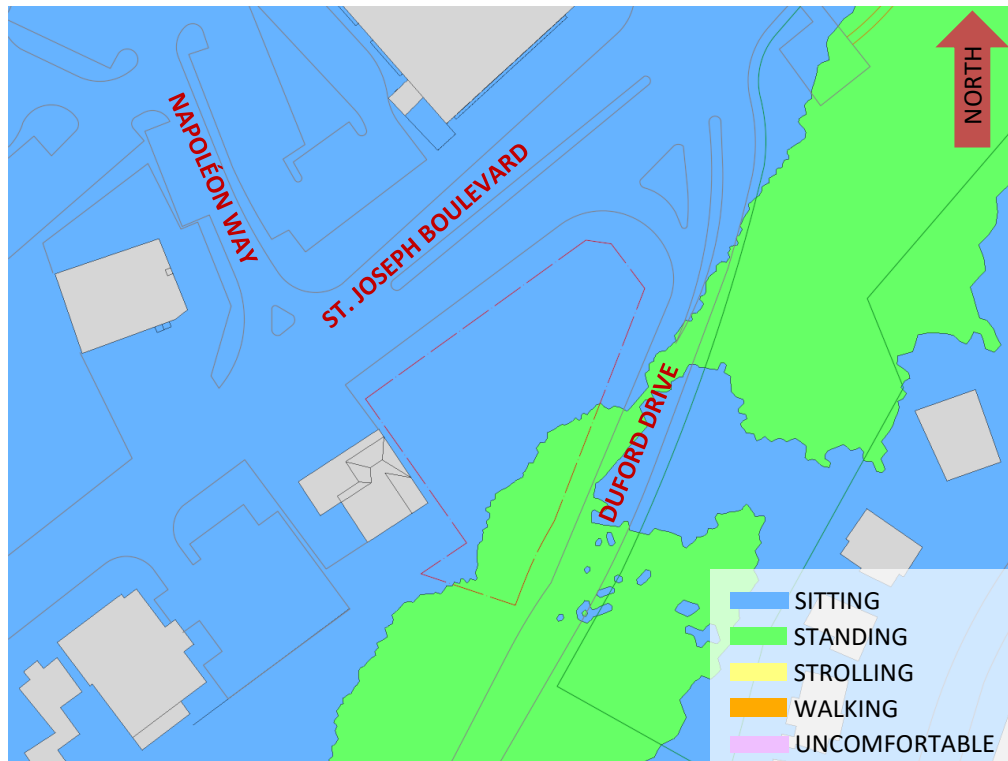 NORTH
NAPOLÉON WAY
ST. JOSEPH BOULEVARD
DUFORD DRIVE
SITTING
STANDING
STROLLING
WALKING
UNCOMFORTABLE